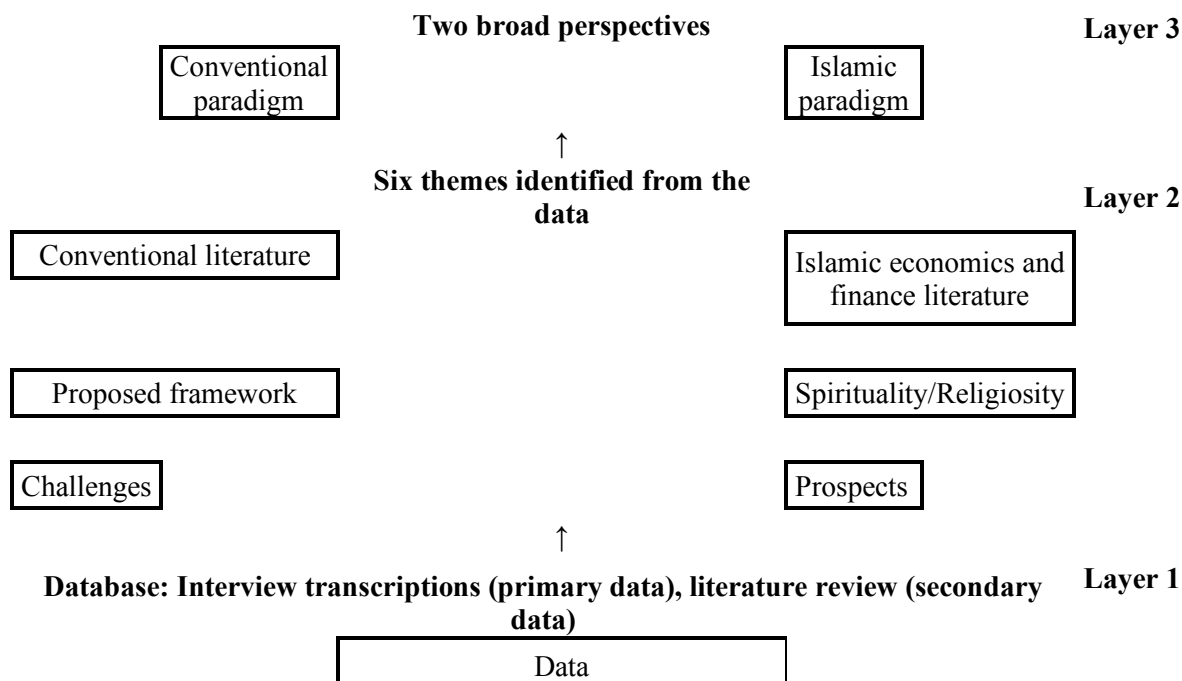 Two broad perspectives
Layer 3
Conventional
paradigm
Islamic
paradigm
↑
Six themes identified from the
data
Layer 2
Conventional literature
Islamic economics and
finance literature
Proposed framework
Spirituality/Religiosity
Challenges
Prospects
↑
Database: Interview transcriptions (primary data), literature review (secondary
data)
Layer 1
Data